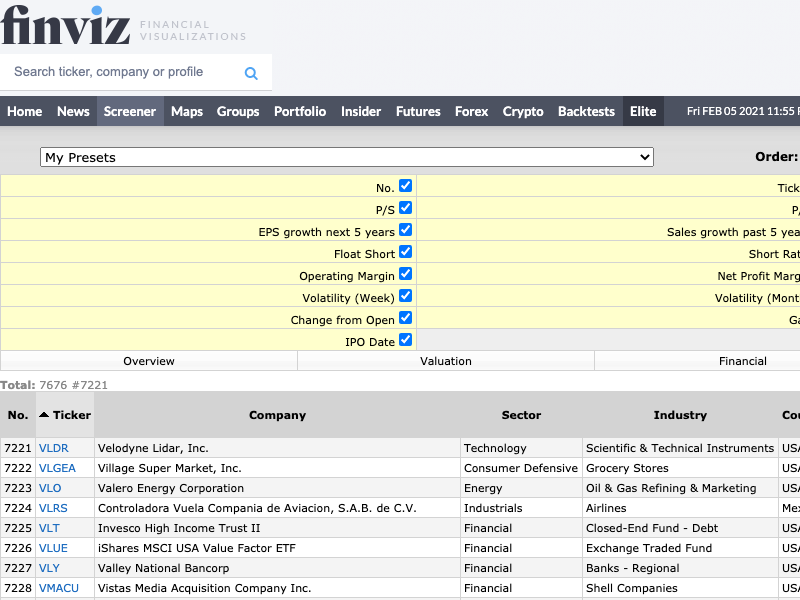 finviz FINANCIAL
VISUALIZATIONS
Search ticker, company or profile
Home News Screener Maps Groups Portfolio Insider Futures Forex Crypto Backtests Elite Fri FEB 05 2021 11:55
My Presets Order:
No. Tick
P/S P/
EPS growth next 5 years Sales growth past 5 yea
Float Short Short Rat
Operating Margin Net Profit Marg
Volatility (Week) Volatility (Mont
Change from Open Ga
IPO Date
Overview Valuation Financial
Total: 7676 #7221
No. Ticker Company Sector Industry Cou
7221 VLDR Velodyne Lidar, Inc. Technology Scientific & Technical Instruments USA
7222 VLGEA Village Super Market, Inc. Consumer Defensive Grocery Stores USA
7223 VLO Valero Energy Corporation Energy Oil & Gas Refining & Marketing USA
7224 VLRS Controladora Vuela Compania de Aviacion, S.A.B. de C.V. Industrials Airlines Mex
7225 VLT Invesco High Income Trust II Financial Closed-End Fund - Debt USA
7226 VLUE iShares MSCI USA Value Factor ETF Financial Exchange Traded Fund USA
7227 VLY Valley National Bancorp Financial Banks - Regional USA
7228 VMACU Vistas Media Acquisition Company Inc. Financial Shell Companies USA